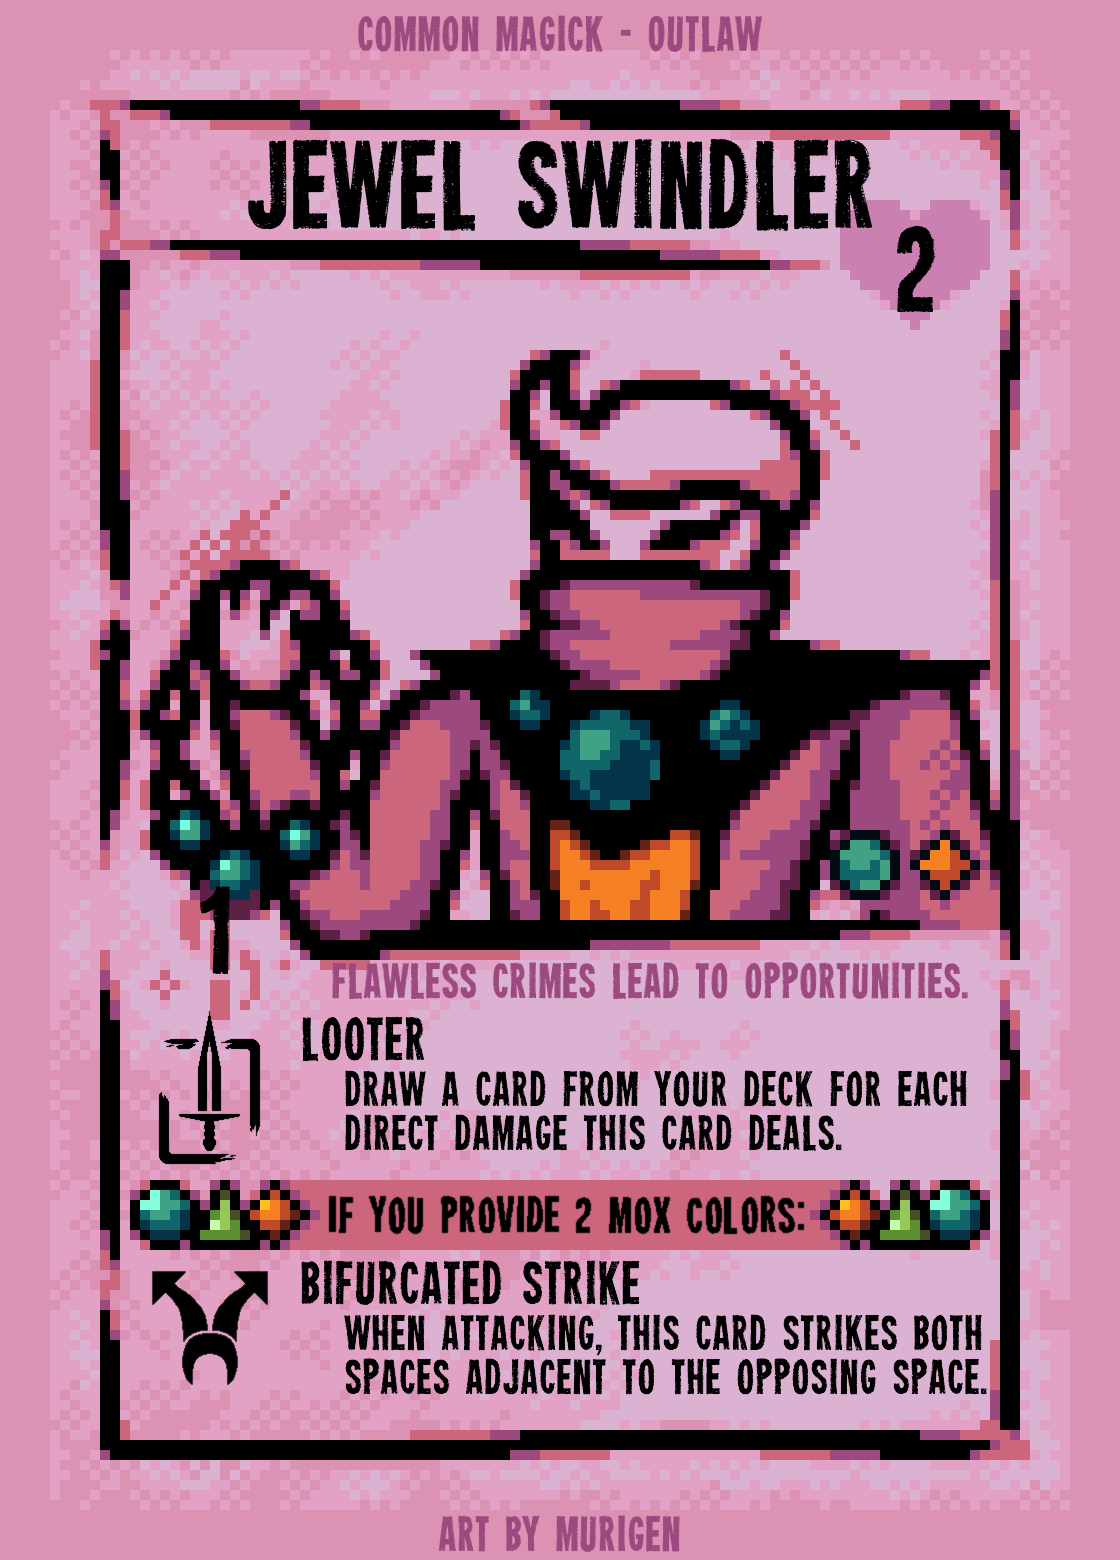 COMMON MAGICK - OUTLAW
JEWEL SWINDLER
2
1
FLAWLESS CRIMES LEAD TO OPPORTUNITIES.
LOOTER
DRAW A CARD FROM YOUR DECK FOR EACH
DIRECT DAMAGE THIS CARD DEALS.
IF YOU PROVIDE 2 MOX COLORS:
BIFURCATED STRIKE
WHEN ATTACKING, THIS CARD STRIKES BOTH
SPACES ADJACENT TO THE OPPOSING SPACE.
ART BY MURIGEN